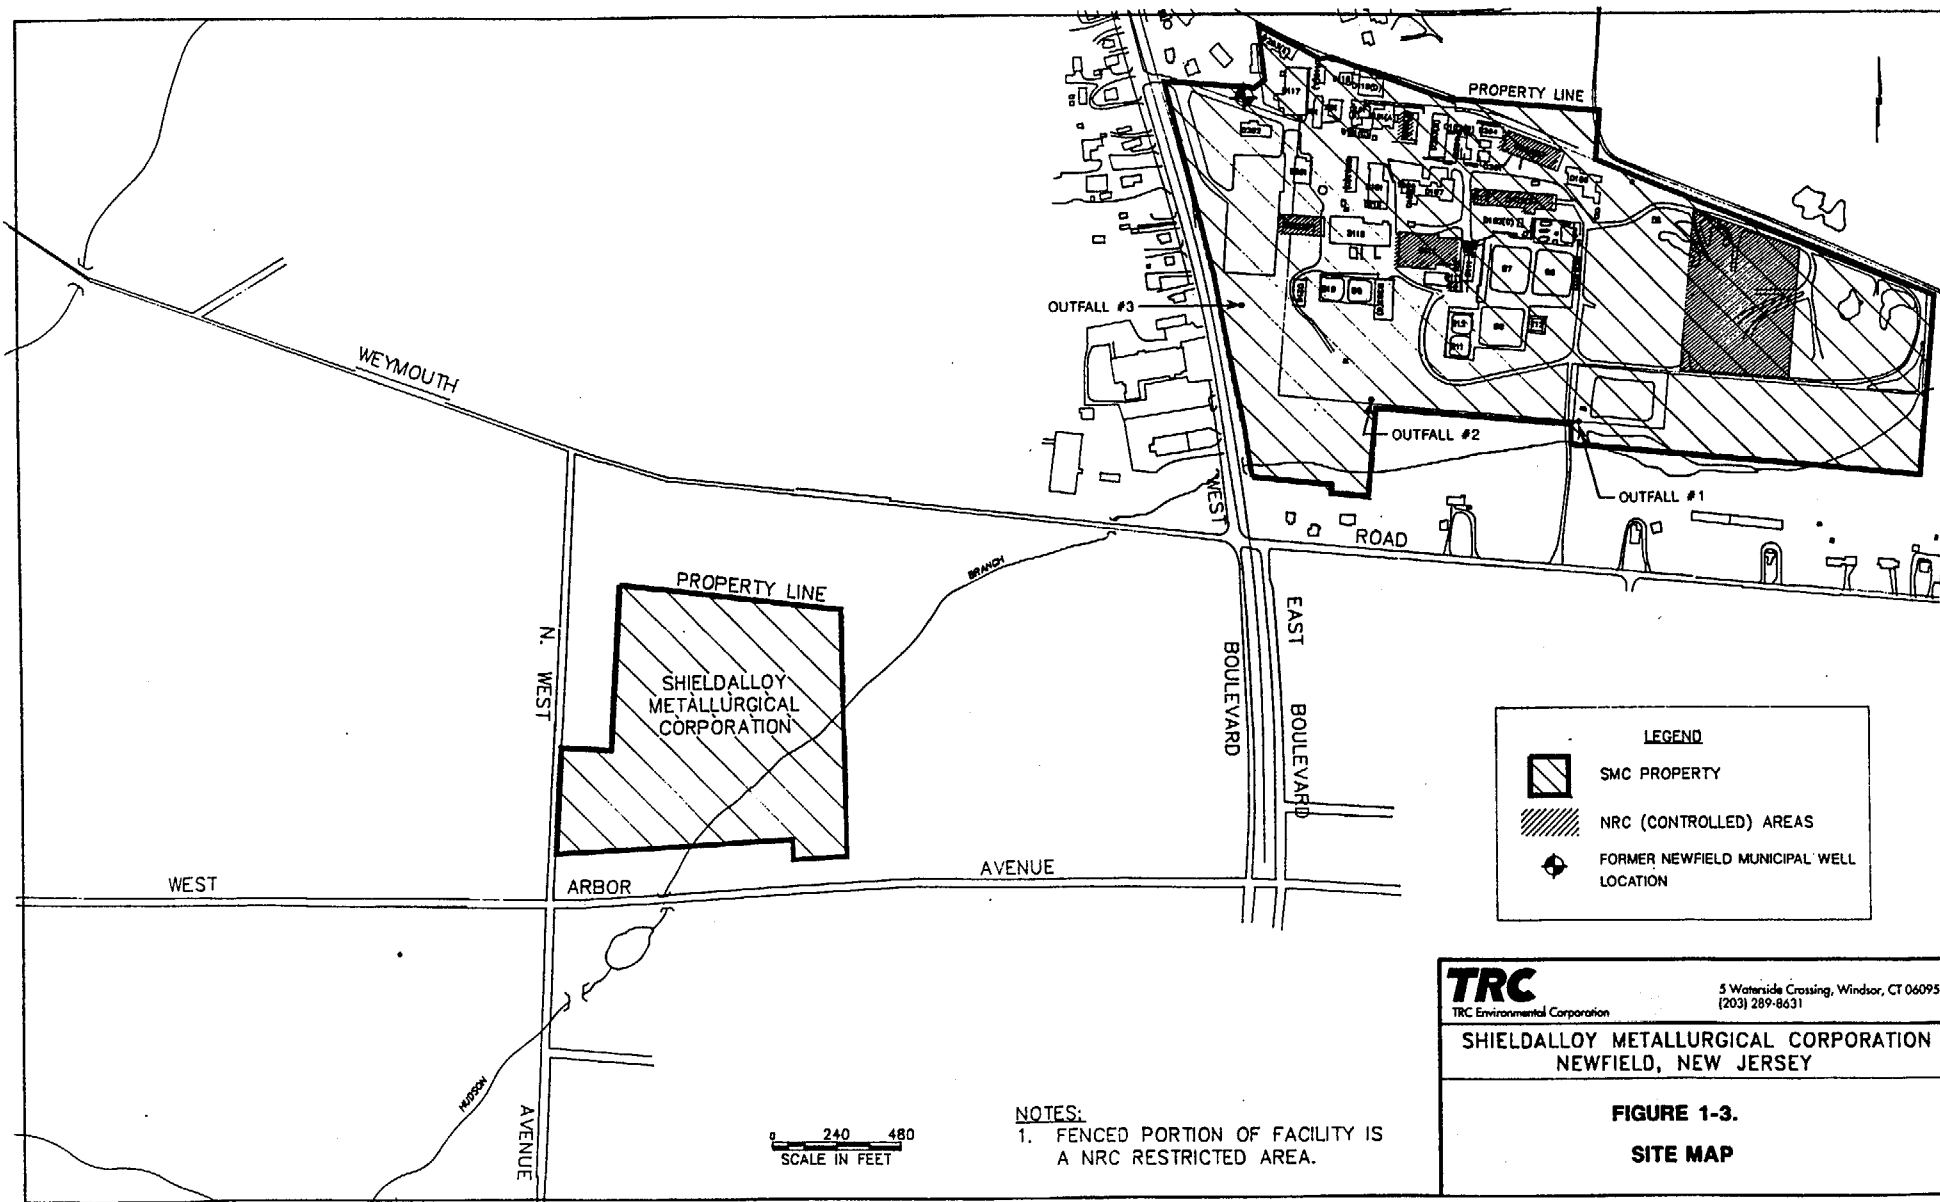 PROPERTY LINE
D117
D7
OUTFALL #3
OUTFALL #2
OUTFALL #1
WEYMOUTH
WEST
ROAD
BRANCH
PROPERTY LINE
N. WEST
EAST
BOULEVARD
BOULEVARD
SHIELDALLOY
METALLURGICAL
CORPORATION
WEST
ARBOR
AVENUE
HUDSON
AVENUE
LEGEND
SMC PROPERTY
NRC (CONTROLLED) AREAS
FORMER NEWFIELD MUNICIPAL WELL
LOCATION
0 240 480
SCALE IN FEET
NOTES:
1. FENCED PORTION OF FACILITY IS
A NRC RESTRICTED AREA.
TRC
TRC Environmental Corporation
5 Waterside Crossing, Windsor, CT 06095
(203) 289-8631
SHIELDALLOY METALLURGICAL CORPORATION
NEWFIELD, NEW JERSEY
FIGURE 1-3.
SITE MAP